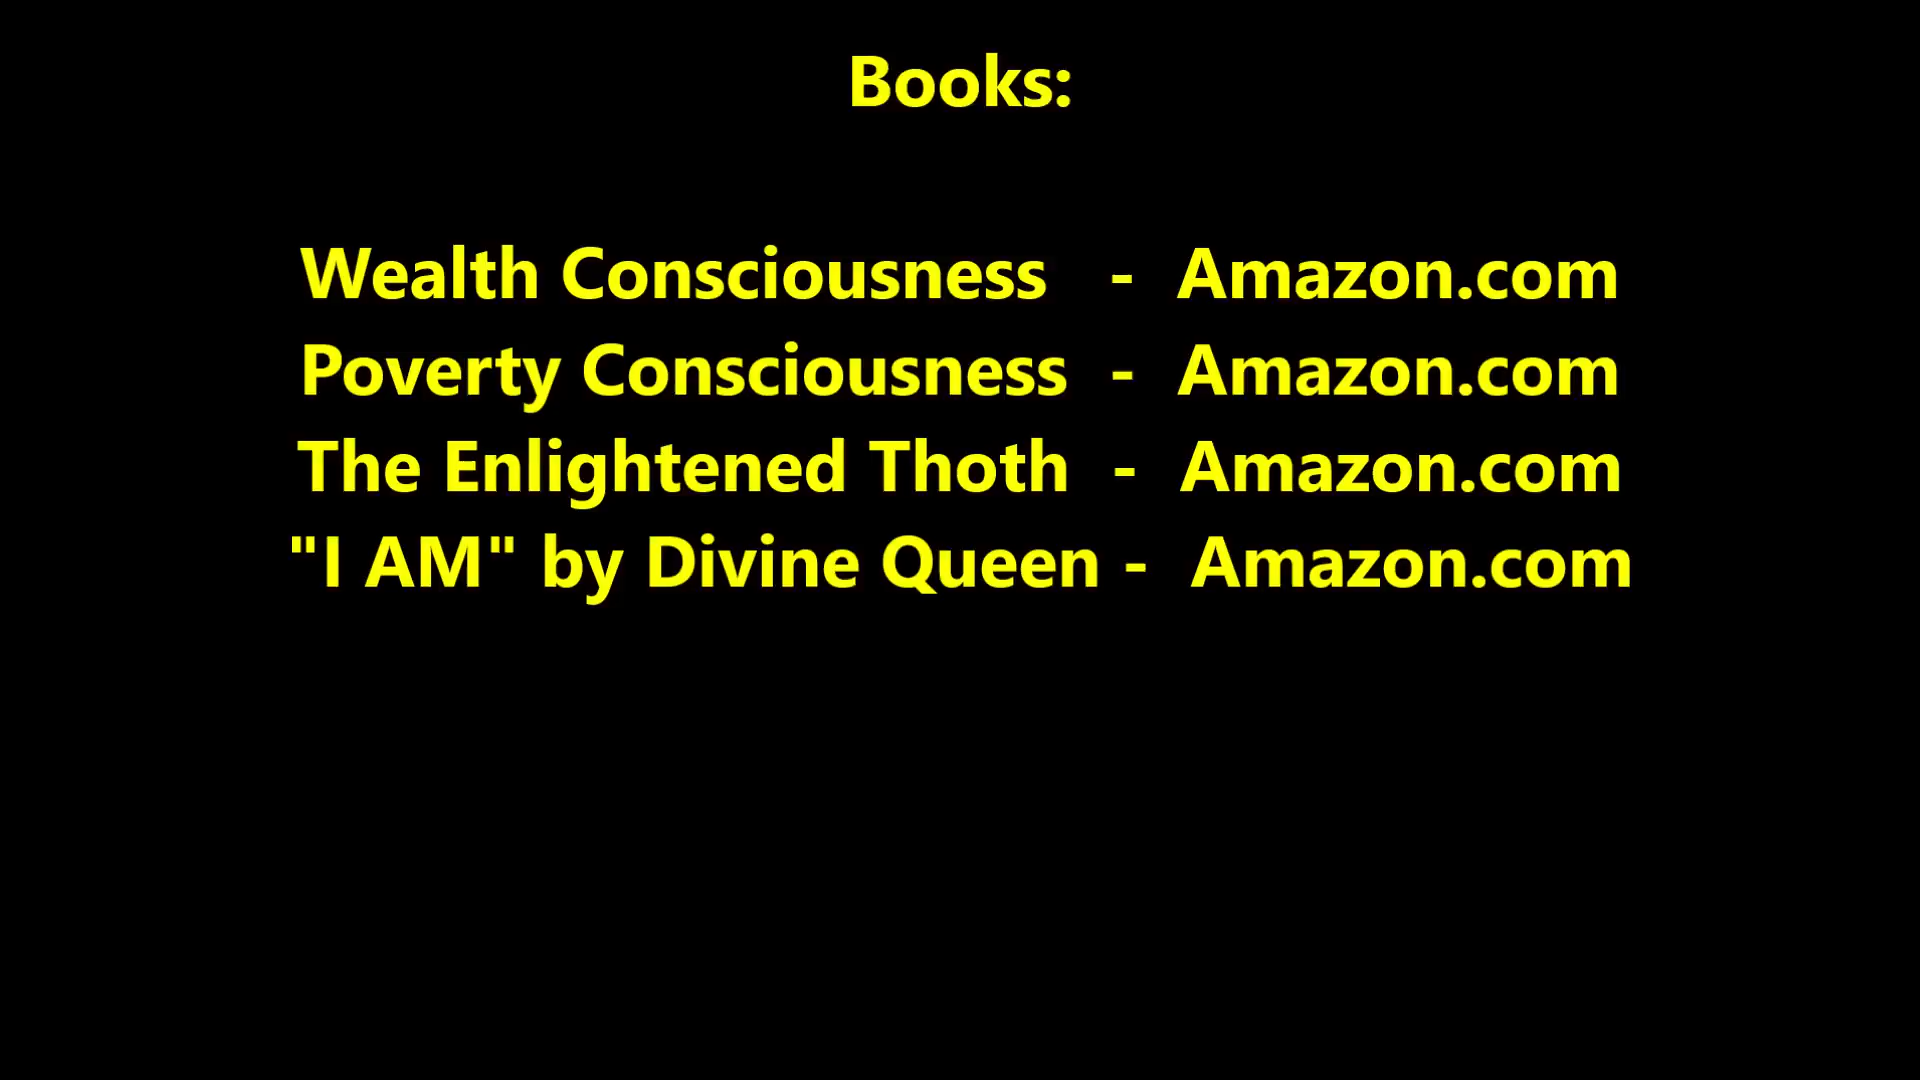 Books:
Wealth Consciousness - Amazon.com
Poverty Consciousness - Amazon.com
The Enlightened Thoth - Amazon.com
"I AM" by Divine Queen - Amazon.com